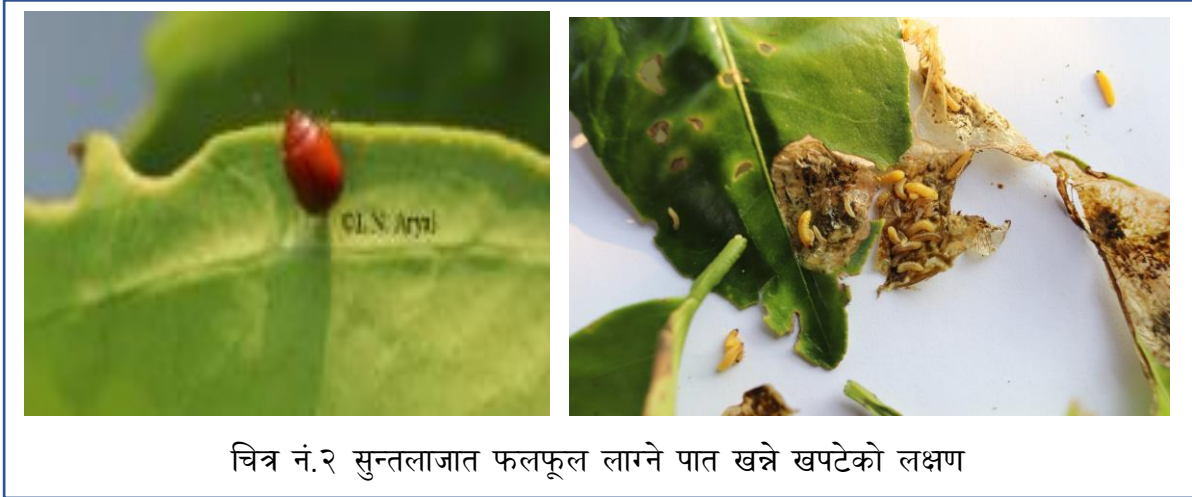 ©L.N. Aryal
चित्र नं.२ सुन्तलाजात फलफूल लाग्ने पात खन्ने खपटेको लक्षण